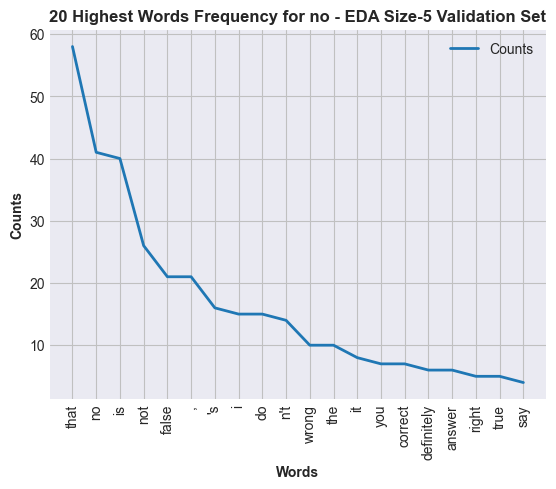 20 Highest Words Frequency for no - EDA Size-5 Validation Set
Counts
60
50
40
30
20
10
Counts
that
no
is
not
false
,
's
i
do
n't
wrong
the
it
you
correct
definitely
answer
right
true
say
Words